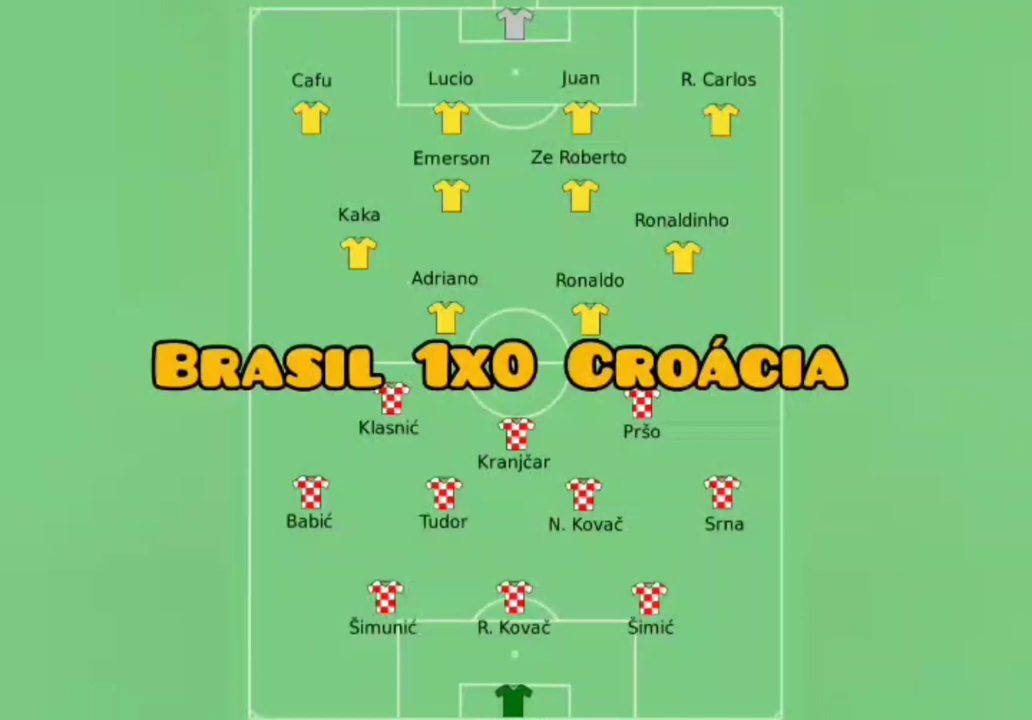 Cafu Lucio Juan R. Carlos
Emerson Ze Roberto
Kaka Ronaldinho
Adriano Ronaldo
BRASIL 1X0 CROÁCIA
Klasnić Pršo
Kranjčar
Babić Tudor N. Kovač Srna
Šimunić R. Kovač Šimić